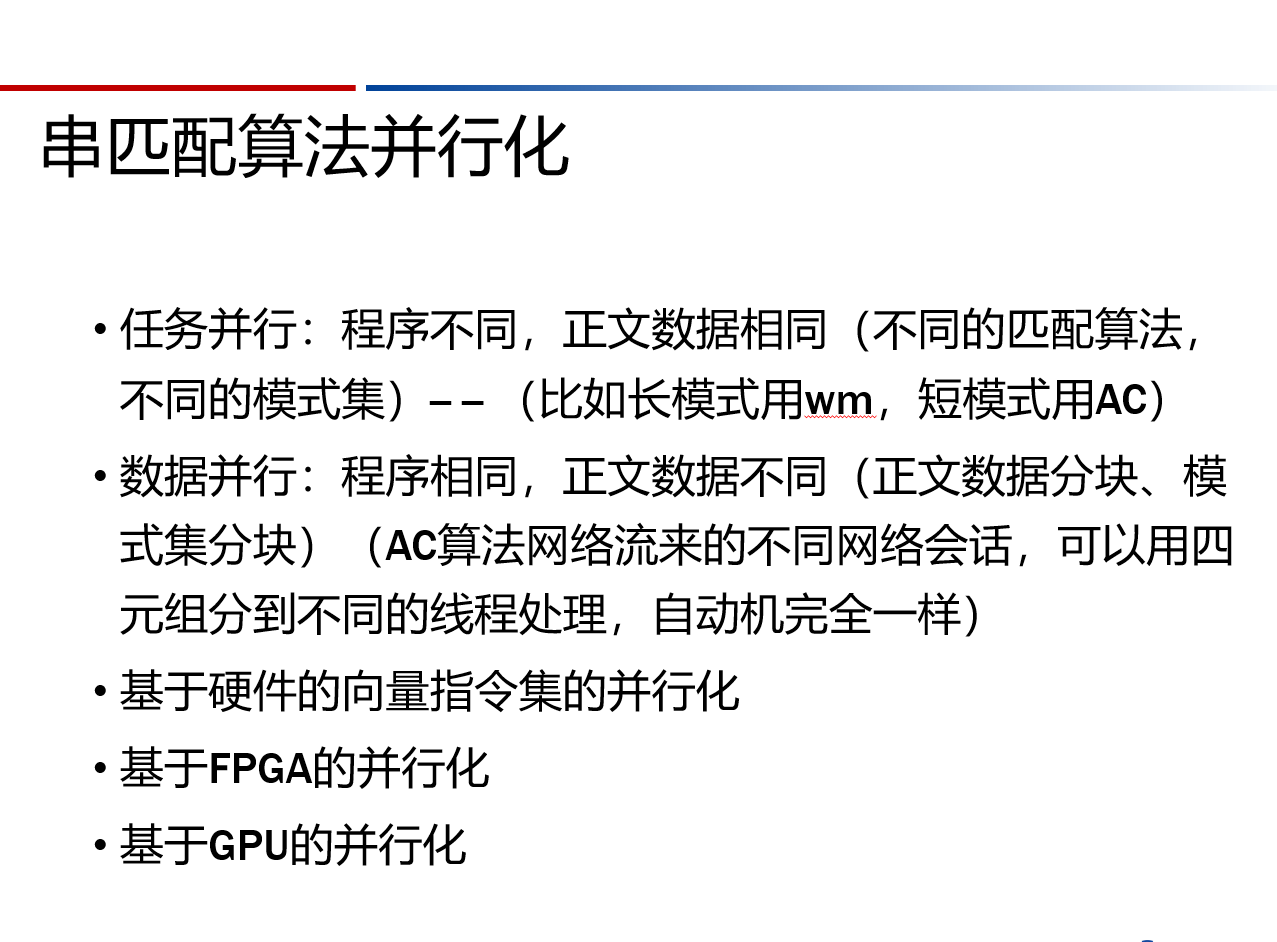 串匹配算法并行化
• 任务并行：程序不同，正文数据相同（不同的匹配算法，
不同的模式集）– – （比如长模式用wm，短模式用AC）
• 数据并行：程序相同，正文数据不同（正文数据分块、模
式集分块）（AC算法网络流来的不同网络会话，可以用四
元组分到不同的线程处理，自动机完全一样）
• 基于硬件的向量指令集的并行化
• 基于FPGA的并行化
• 基于GPU的并行化